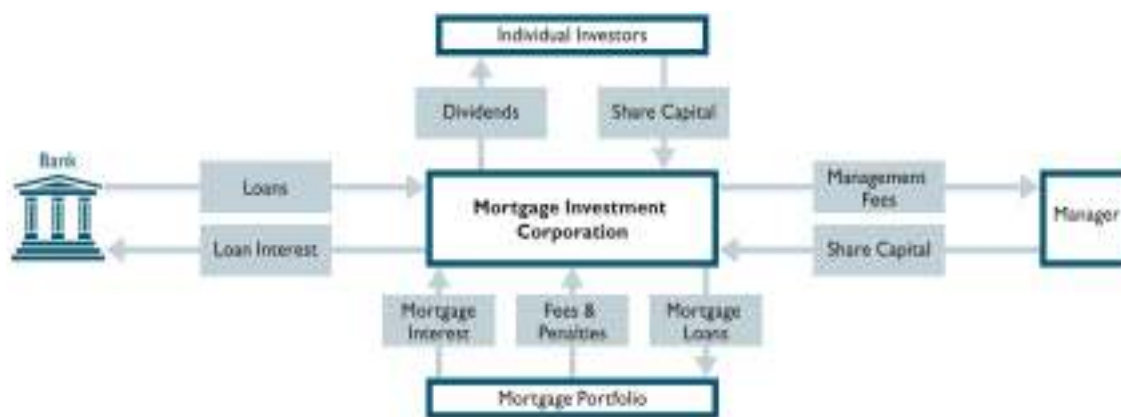 Individual Investors
Dividends
Share Capital
Bank
Loans
Mortgage Investment
Corporation
Management
Fees
Manager
Loan Interest
Share Capital
Mortgage
Interest
Fees &
Penalties
Mortgage
Loans
Mortgage Portfolio